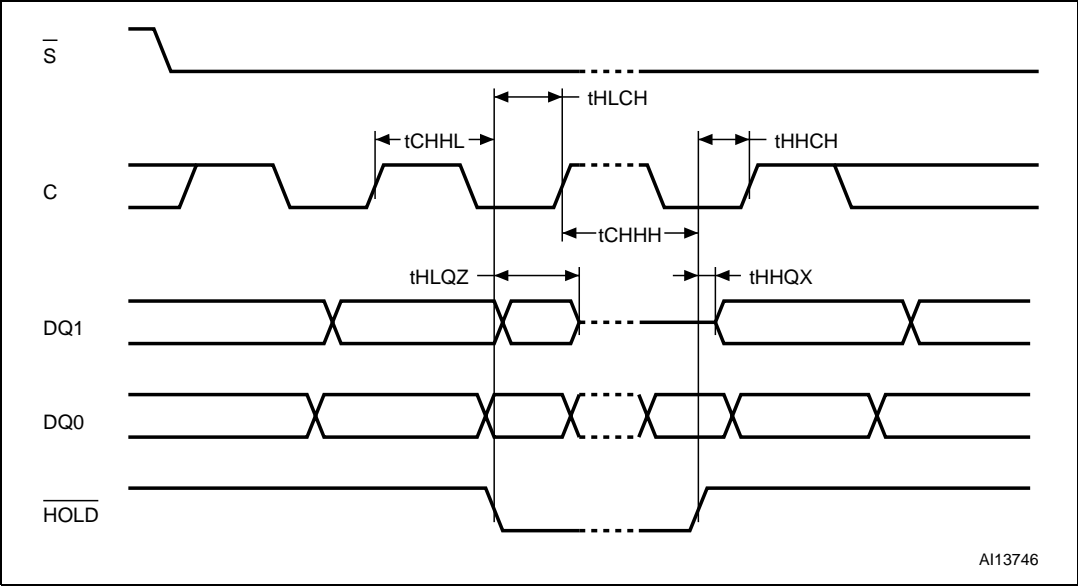 S
tHLCH
tCHHL
tHHCH
C
tCHHH
tHLQZ
tHHQX
DQ1
DQ0
HOLD
AI13746